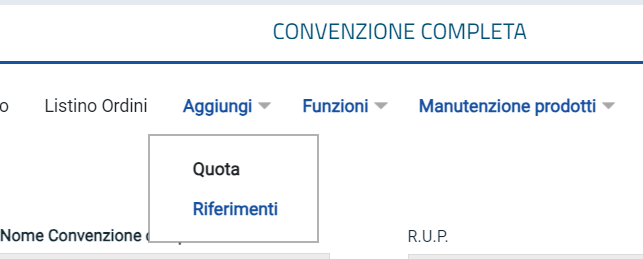 CONVENZIONE COMPLETA
Listino Ordini Aggiungi Funzioni Manutenzione prodotti
Quota
Riferimenti
Nome Convenzione R.U.P.